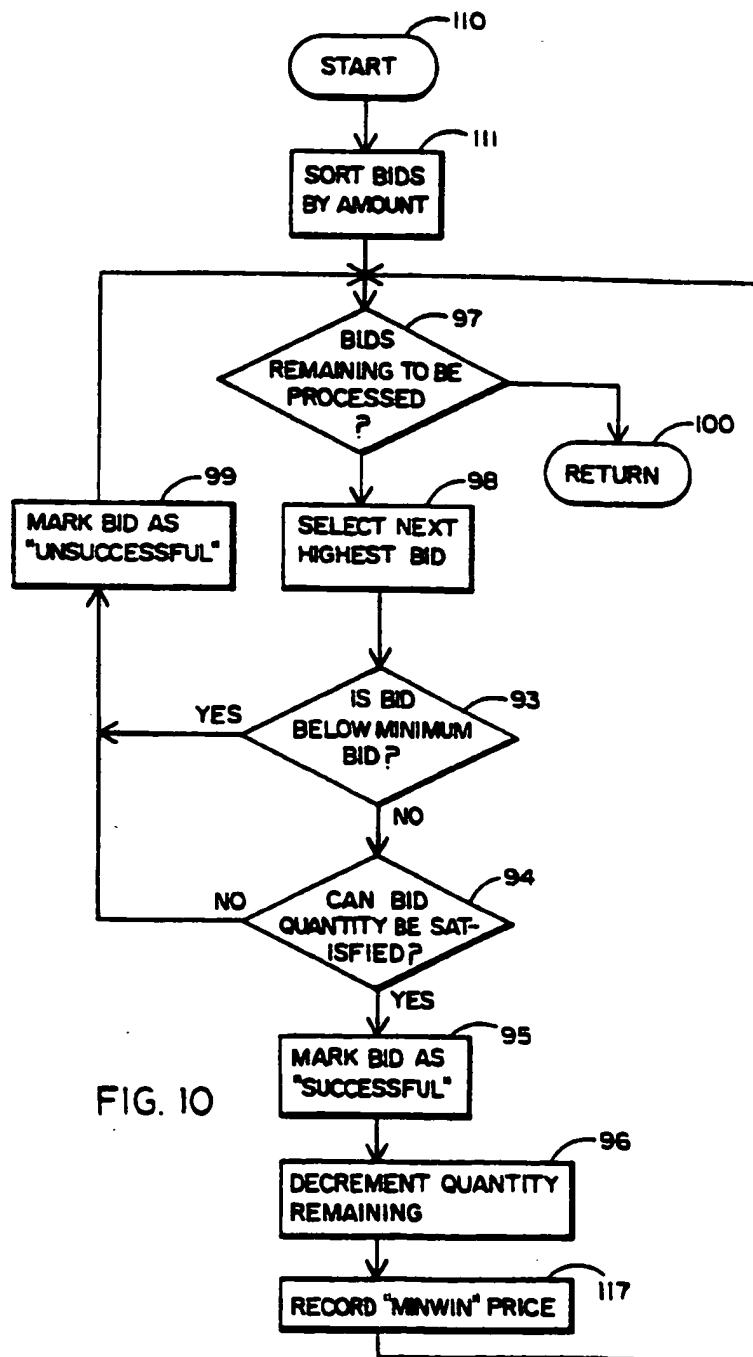 110
START
111
SORT BIDS
BY AMOUNT
97
BIDS
REMAINING TO BE
PROCESSED
?
100
RETURN
99
MARK BID AS
"UNSUCCESSFUL"
98
SELECT NEXT
HIGHEST BID
93
IS BID
BELOW MINIMUM
BID?
YES
NO
94
CAN BID
QUANTITY BE SAT-
ISFIED?
NO
YES
95
MARK BID AS
"SUCCESSFUL"
FIG. 10
96
DECREMENT QUANTITY
REMAINING
117
RECORD "MINWIN" PRICE